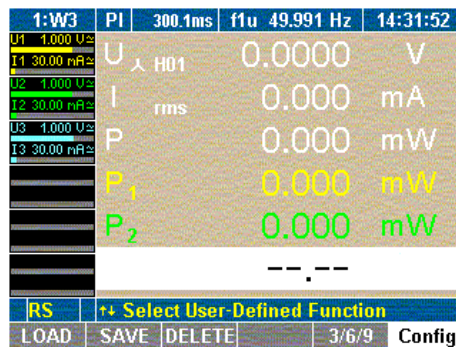 1:W3 PI 300.1ms f1u 49.991 Hz 14:31:52
U1 1.000 V≃
I1 30.00 mA≃
U2 1.000 V≃
I2 30.00 mA≃
U3 1.000 V≃
I3 30.00 mA≃
U ⅄ H01 0.0000 V
I rms 0.0000 mA
P 0.000 mW
P1 0.000 mW
P2 0.000 mW
--.--
RS ↑↓ Select User-Defined Function
LOAD SAVE DELETE 3/6/9 Config